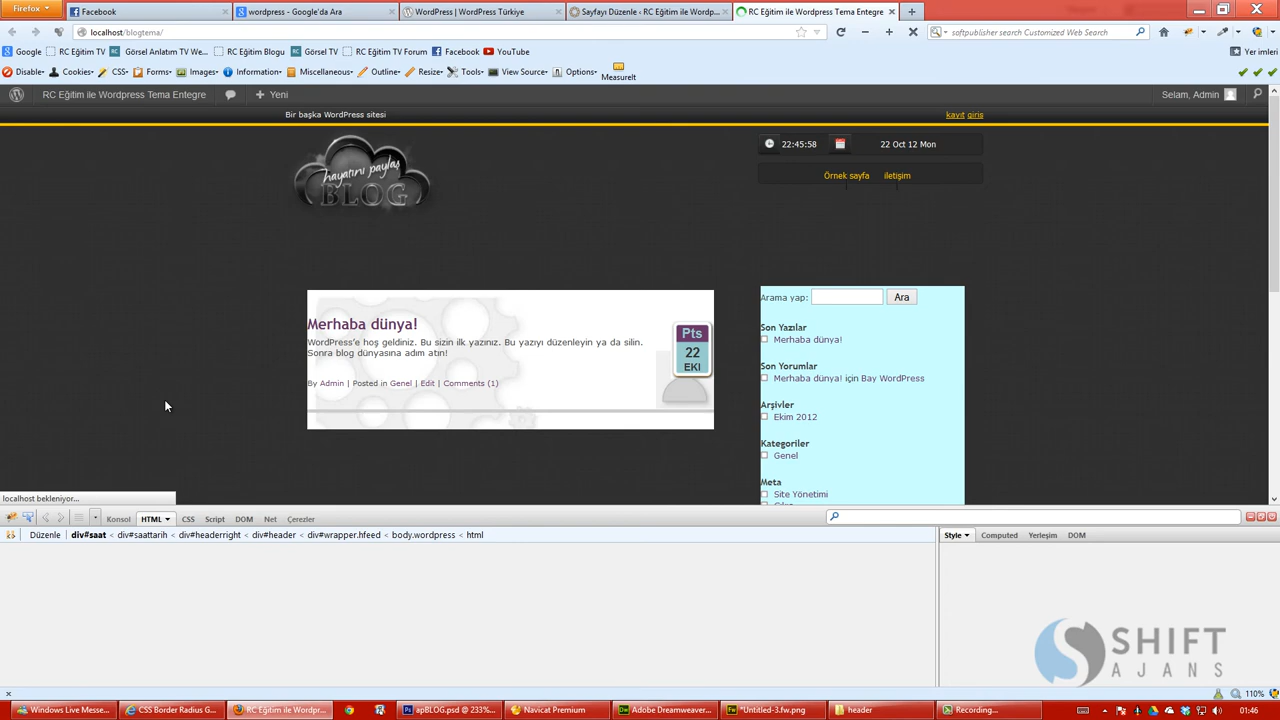 Firefox
Facebook
wordpress - Google'da Ara
WordPress | WordPress Türkiye
Sayfayı Düzenle ‹ RC Eğitim ile Wordp...
RC Eğitim ile Wordpress Tema Entegre
localhost/blogtema/
softpublisher search Customized Web Search
Google RC Eğitim TV Görsel Anlatım TV We... RC Eğitim Blogu Görsel TV RC Eğitim TV Forum Facebook YouTube Yer imleri
Disable Cookies CSS Forms Images Information Miscellaneous Outline Resize Tools View Source Options MeasureIt
RC Eğitim ile Wordpress Tema Entegre Yeni Selam, Admin
Bir başka WordPress sitesi kayıt giris
hayatını paylaş
BLOG
22:45:58 22 Oct 12 Mon
Örnek sayfa iletişim
Merhaba dünya!
WordPress'e hoş geldiniz. Bu sizin ilk yazınız. Bu yazıyı düzenleyin ya da silin.
Sonra blog dünyasına adım atın!
Pts
22
EKI
By Admin | Posted in Genel | Edit | Comments (1)
Arama yap: Ara
Son Yazılar
Merhaba dünya!
Son Yorumlar
Merhaba dünya! için Bay WordPress
Arşivler
Ekim 2012
Kategoriler
Genel
Meta
Site Yönetimi
localhost bekleniyor...
Konsol HTML CSS Script DOM Net Çerezler
Düzenle div#saat < div#saattarih < div#headerright < div#header < div#wrapper.hfeed < body.wordpress < html
Style Computed Yerleşim DOM
SHIFT
AJANS
110%
Windows Live Messe... CSS Border Radius G... RC Eğitim ile Wordpr... apBLOG.psd @ 233%... Navicat Premium Adobe Dreamweaver... *Untitled-3.fw.png header Recording... 01:46